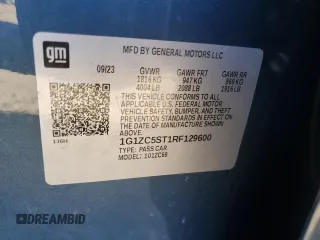 gm
MFD BY GENERAL MOTORS LLC
09/23 GVWR GAWR FRT GAWR RR
1816 KG 947 KG 869 KG
4004 LB 2088 LB 1916 LB
THIS VEHICLE CONFORMS TO ALL
APPLICABLE U.S. FEDERAL MOTOR
VEHICLE SAFETY, BUMPER, AND THEFT
PREVENTION STANDARDS IN EFFECT ON
THE DATE OF MANUFACTURE SHOWN ABOVE.
1G1ZC5ST1RF129600
TYPE: PASS CAR
MODEL: 101ZC69
DREAMBID